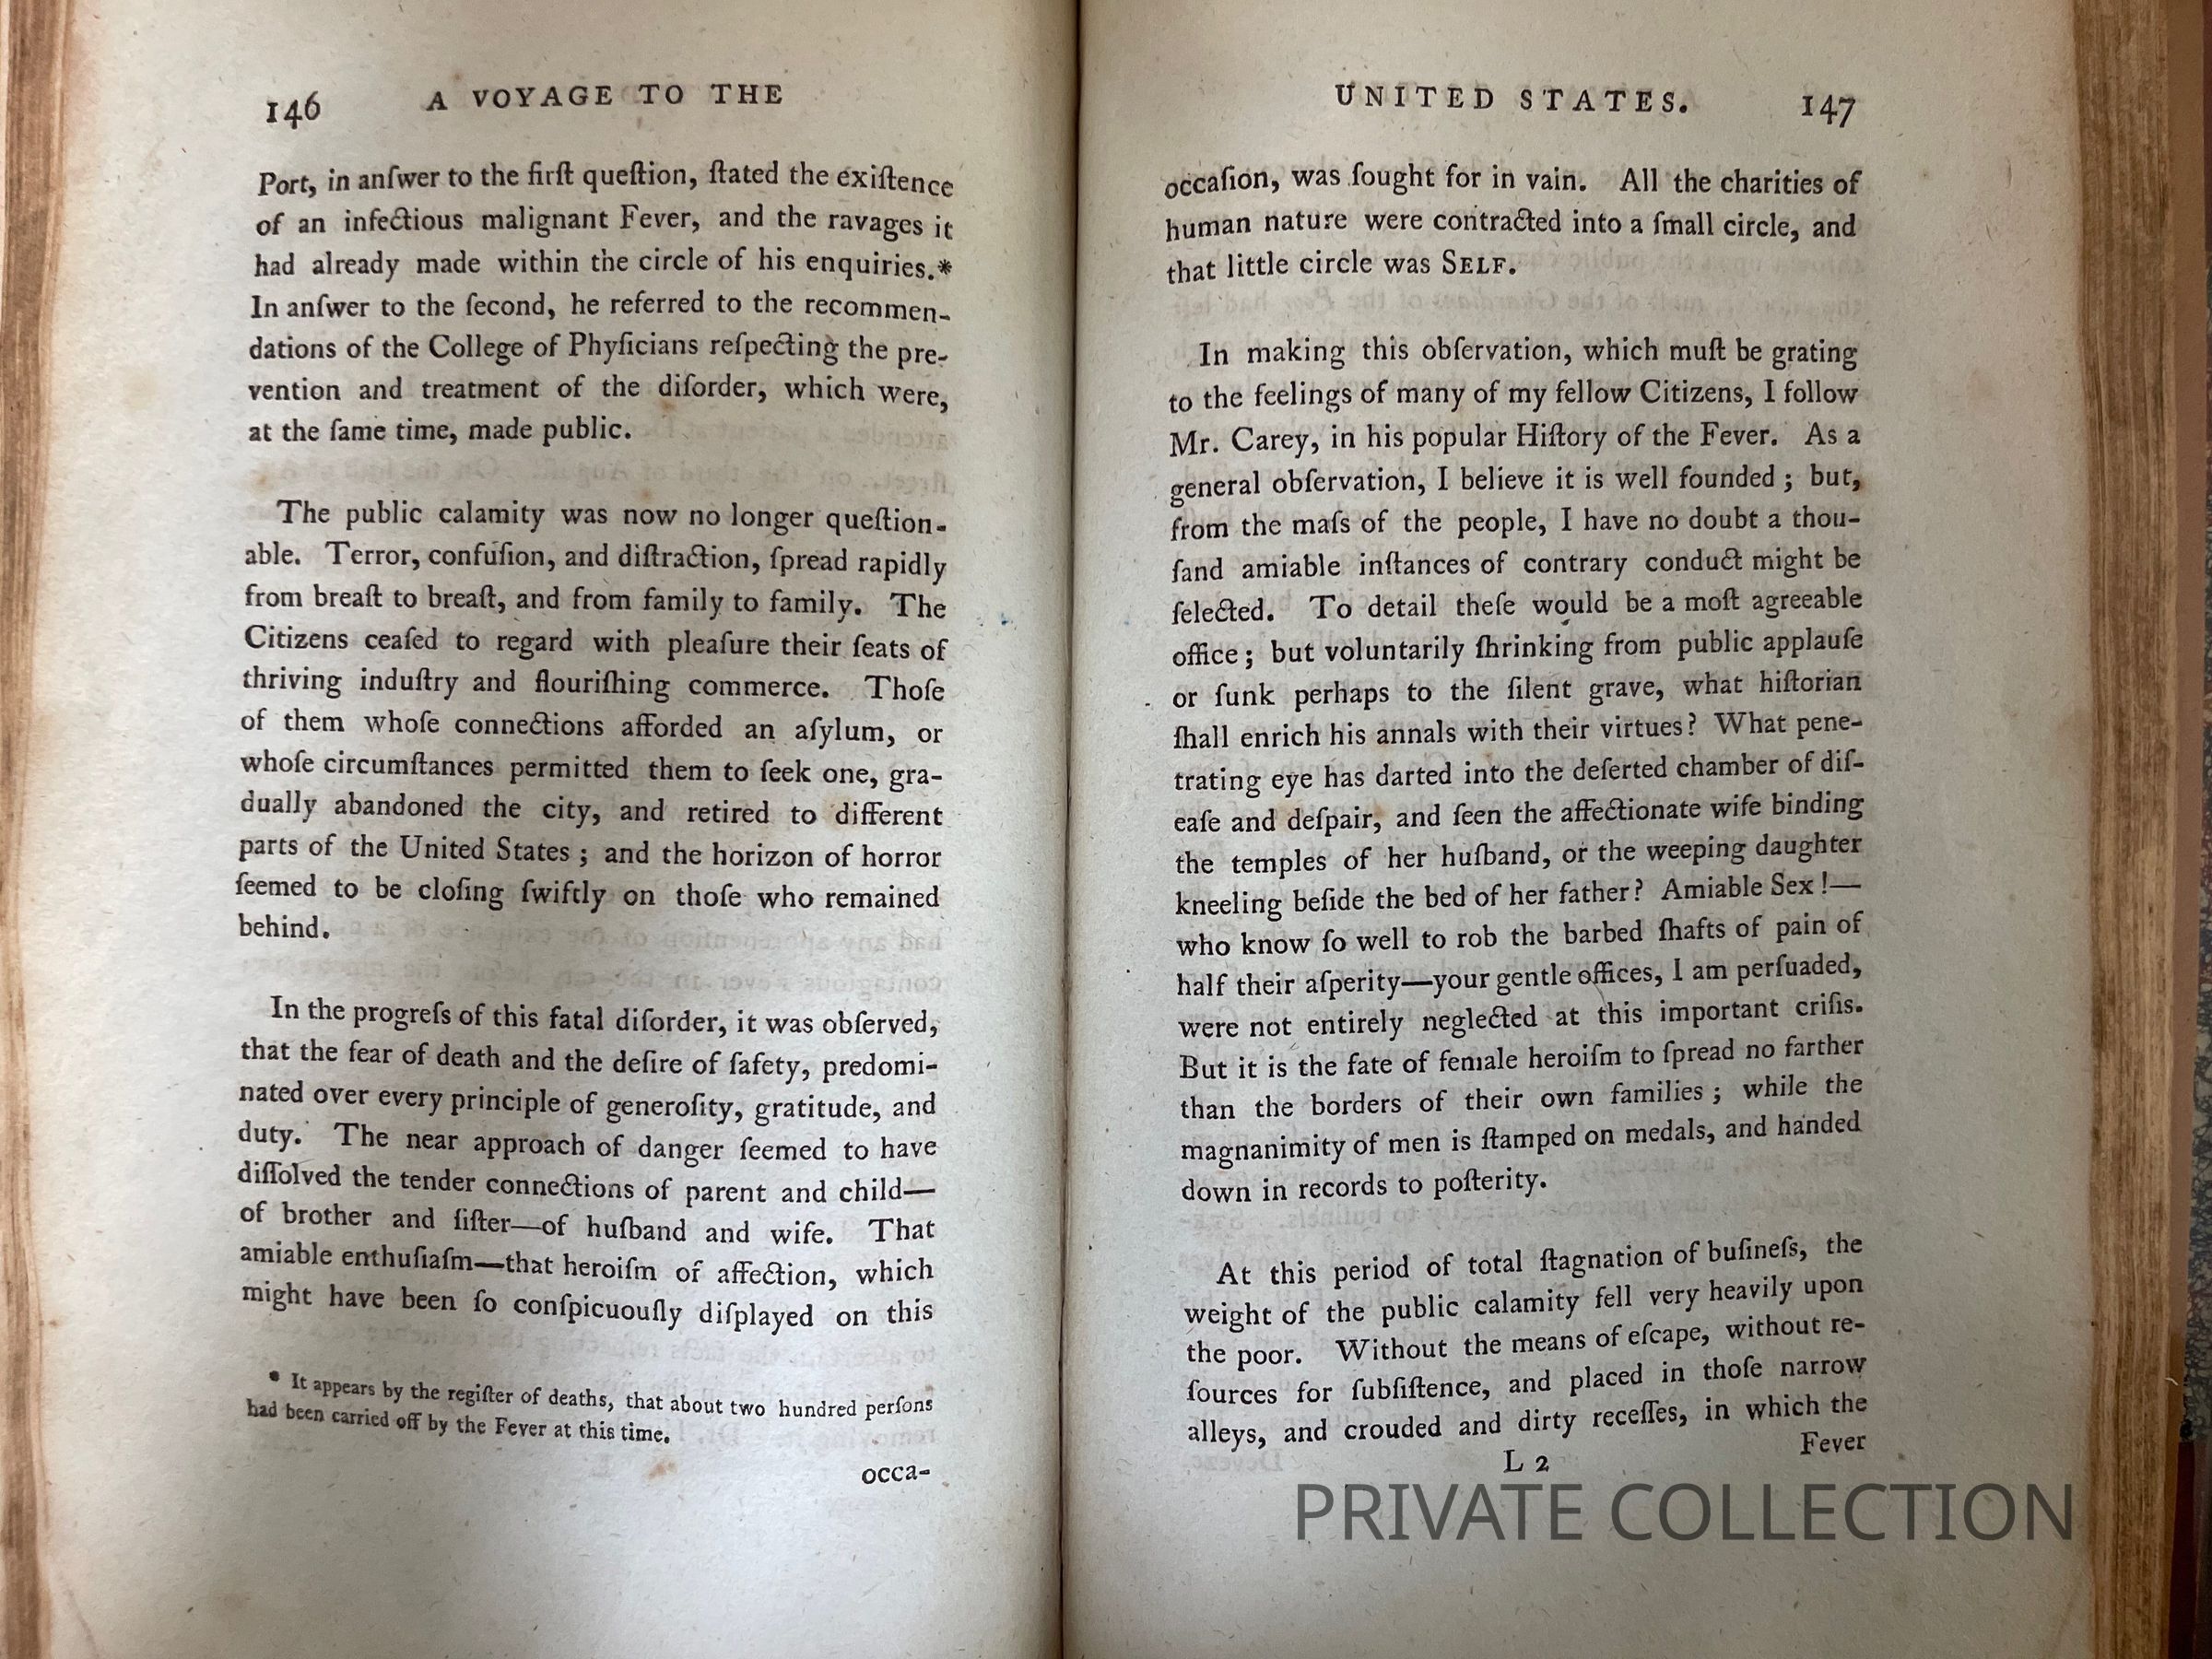 146 A VOYAGE TO THE
Port, in anſwer to the firſt queſtion, ſtated the exiſtence
of an infectious malignant Fever, and the ravages it
had already made within the circle of his enquiries.*
In anſwer to the ſecond, he referred to the recommen-
dations of the College of Phyſicians reſpecting the pre-
vention and treatment of the diſorder, which were,
at the ſame time, made public.
The public calamity was now no longer queſtion-
able. Terror, confuſion, and diſtraction, ſpread rapidly
from breaſt to breaſt, and from family to family. The
Citizens ceaſed to regard with pleaſure their ſeats of
thriving induſtry and flouriſhing commerce. Thoſe
of them whoſe connections afforded an aſylum, or
whoſe circumſtances permitted them to ſeek one, gra-
dually abandoned the city, and retired to different
parts of the United States ; and the horizon of horror
ſeemed to be cloſing ſwiftly on thoſe who remained
behind.
In the progreſs of this fatal diſorder, it was obſerved,
that the fear of death and the deſire of ſafety, predomi-
nated over every principle of generoſity, gratitude, and
duty. The near approach of danger ſeemed to have
diſſolved the tender connections of parent and child—
of brother and ſiſter—of huſband and wife. That
amiable enthuſiaſm—that heroiſm of affection, which
might have been ſo conſpicuouſly diſplayed on this
* It appears by the regiſter of deaths, that about two hundred perſons
had been carried off by the Fever at this time.
occa-
UNITED STATES. 147
occaſion, was ſought for in vain. All the charities of
human nature were contracted into a ſmall circle, and
that little circle was SELF.
In making this obſervation, which muſt be grating
to the feelings of many of my fellow Citizens, I follow
Mr. Carey, in his popular Hiſtory of the Fever. As a
general obſervation, I believe it is well founded ; but,
from the maſs of the people, I have no doubt a thou-
ſand amiable inſtances of contrary conduct might be
ſelected. To detail theſe would be a moſt agreeable
office ; but voluntarily ſhrinking from public applauſe
or ſunk perhaps to the ſilent grave, what hiſtorian
ſhall enrich his annals with their virtues? What pene-
trating eye has darted into the deſerted chamber of diſ-
eaſe and deſpair, and ſeen the affectionate wife binding
the temples of her huſband, or the weeping daughter
kneeling beſide the bed of her father? Amiable Sex !—
who know ſo well to rob the barbed ſhafts of pain of
half their aſperity—your gentle offices, I am perſuaded,
were not entirely neglected at this important criſis.
But it is the fate of female heroiſm to ſpread no farther
than the borders of their own families ; while the
magnanimity of men is ſtamped on medals, and handed
down in records to poſterity.
At this period of total ſtagnation of buſineſs, the
weight of the public calamity fell very heavily upon
the poor. Without the means of eſcape, without re-
ſources for ſubſiſtence, and placed in thoſe narrow
alleys, and crouded and dirty receſſes, in which the
L 2 Fever
PRIVATE COLLECTION